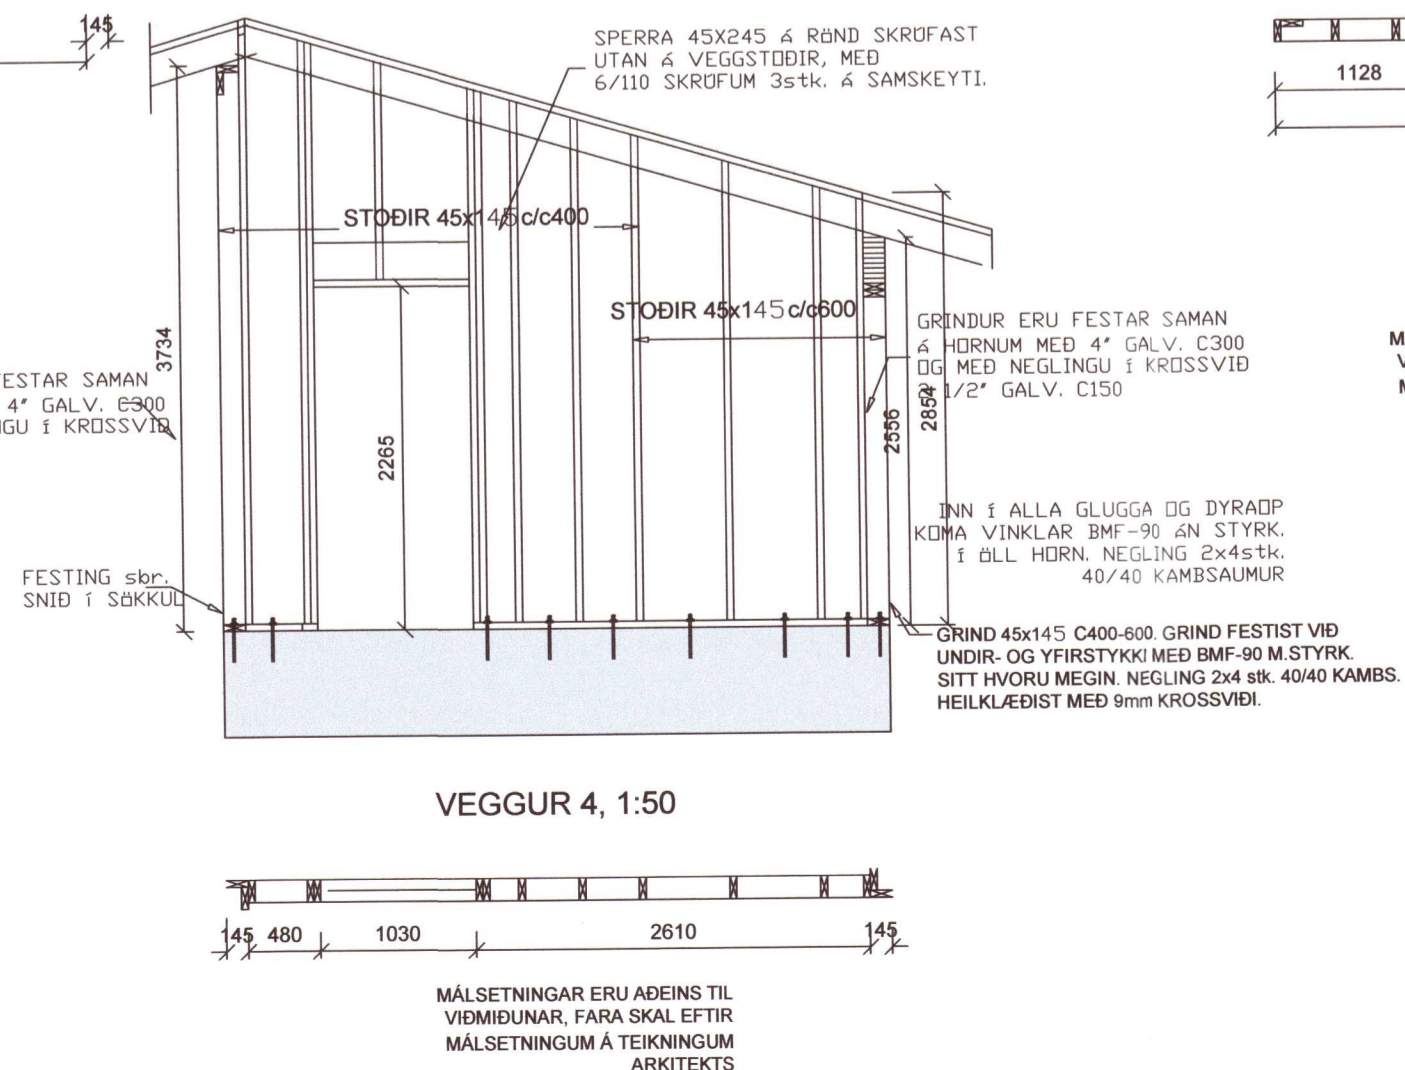 145
SPERRA 45X245 á RÖND SKRÚFAST
UTAN á VEGGSTOÐIR, MEÐ
6/110 SKRÚFUM 3stk. á SAMSKEYTI.
1128
STOÐIR 45x145 c/c400
STOÐIR 45x145 c/c600
3734
2265
2556
2854
GRINDUR ERU FESTAR SAMAN
á HORNUM MEÐ 4" GALV. C300
OG MEÐ NEGLINGU í KROSSVIÐ
2 1/2" GALV. C150
FESTAR SAMAN
4" GALV. C300
GU í KROSSVIÐ
M
V
M
INN í ALLA GLUGGA OG DYRAOP
KOMA VINKLAR BMF-90 áN STYRK.
í ÖLL HORN. NEGLING 2x4stk.
40/40 KAMBSAUMUR
FESTING sbr.
SNIÐ í SÖKKUL
GRIND 45x145 C400-600. GRIND FESTIST VIÐ
UNDIR- OG YFIRSTYKKI MEÐ BMF-90 M.STYRK.
SITT HVORU MEGIN. NEGLING 2x4 stk. 40/40 KAMBS.
HEILKLÆÐIST MEÐ 9mm KROSSVIÐI.
VEGGUR 4, 1:50
145 480 1030 2610 145
MÁLSETNINGAR ERU AÐEINS TIL
VIÐMIÐUNAR, FARA SKAL EFTIR
MÁLSETNINGUM Á TEIKNINGUM
ARKITEKTS